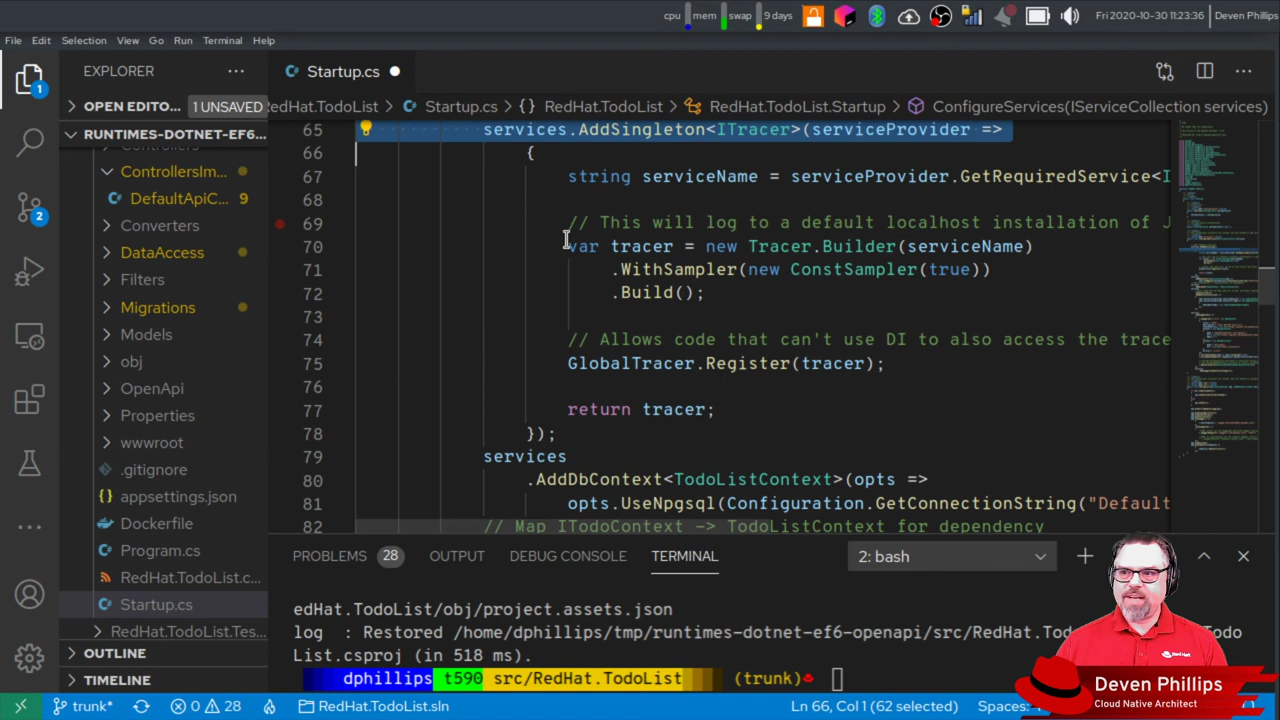 cpu mem swap 9 days Fri 2020-10-30 11:23:36 Deven Phillips
File Edit Selection View Go Run Terminal Help
EXPLORER ··· Startup.cs ●
OPEN EDITO... 1 UNSAVED
edHat.TodoList > Startup.cs > {} RedHat.TodoList > RedHat.TodoList.Startup > ConfigureServices(IServiceCollection services)
RUNTIMES-DOTNET-EF6-...
Controllers
ControllersIm...
DefaultApiC... 9
Converters
DataAccess
Filters
Migrations
Models
obj
OpenApi
Properties
wwwroot
.gitignore
appsettings.json
Dockerfile
Program.cs
RedHat.TodoList.c...
Startup.cs
RedHat.TodoList.Tes...
OUTLINE
TIMELINE
1
2
65 services.AddSingleton<ITracer>(serviceProvider =>
66 {
67 string serviceName = serviceProvider.GetRequiredService<I
68
69 // This will log to a default localhost installation of J
70 var tracer = new Tracer.Builder(serviceName)
71 .WithSampler(new ConstSampler(true))
72 .Build();
73
74 // Allows code that can't use DI to also access the trace
75 GlobalTracer.Register(tracer);
76
77 return tracer;
78 });
79 services
80 .AddDbContext<TodoListContext>(opts =>
81 opts.UseNpgsql(Configuration.GetConnectionString("Default
82 // Map ITodoContext -> TodoListContext for dependency
PROBLEMS 28 OUTPUT DEBUG CONSOLE TERMINAL 2: bash
edHat.TodoList/obj/project.assets.json
log : Restored /home/dphillips/tmp/runtimes-dotnet-ef6-openapi/src/RedHat.Tod
Todo
List.csproj (in 518 ms).
dphillips t590 src/RedHat.TodoList (trunk)
Red Hat
Deven Phillips
Cloud Native Architect
trunk* 0 28 RedHat.TodoList.sln Ln 66, Col 1 (62 selected) Spaces: